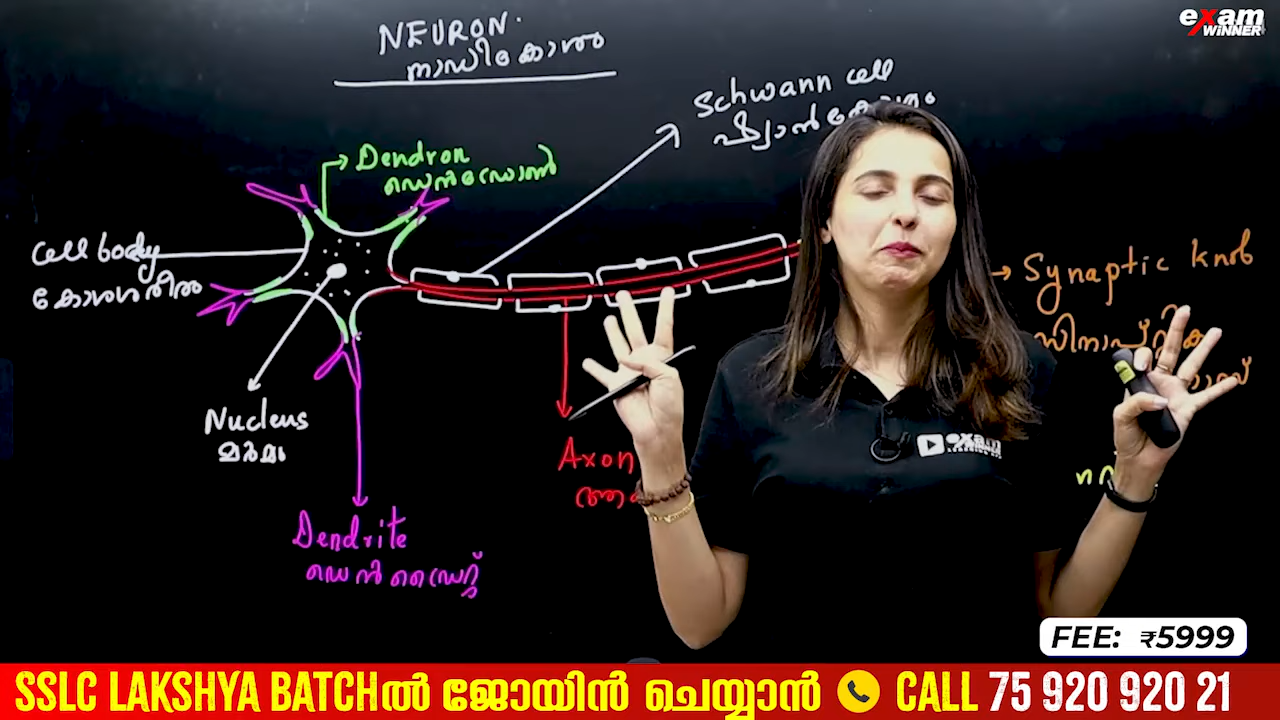 exam
WINNER
NEURON.
നാഡീകോശം
Schwann cell
ഷ്വാൻ കോശം
Dendron
ഡെൻഡ്രോൺ
Cell body
കോശശരീരം
Synaptic knob
സിനാപ്റ്റിക
Nucleus
മർമ്മം
Axon
Dendrite
ഡെൻഡ്രൈറ്റ്
exam
FEE: ₹5999
SSLC LAKSHYA BATCHൽ ജോയിൻ ചെയ്യാൻ CALL 75 920 920 21